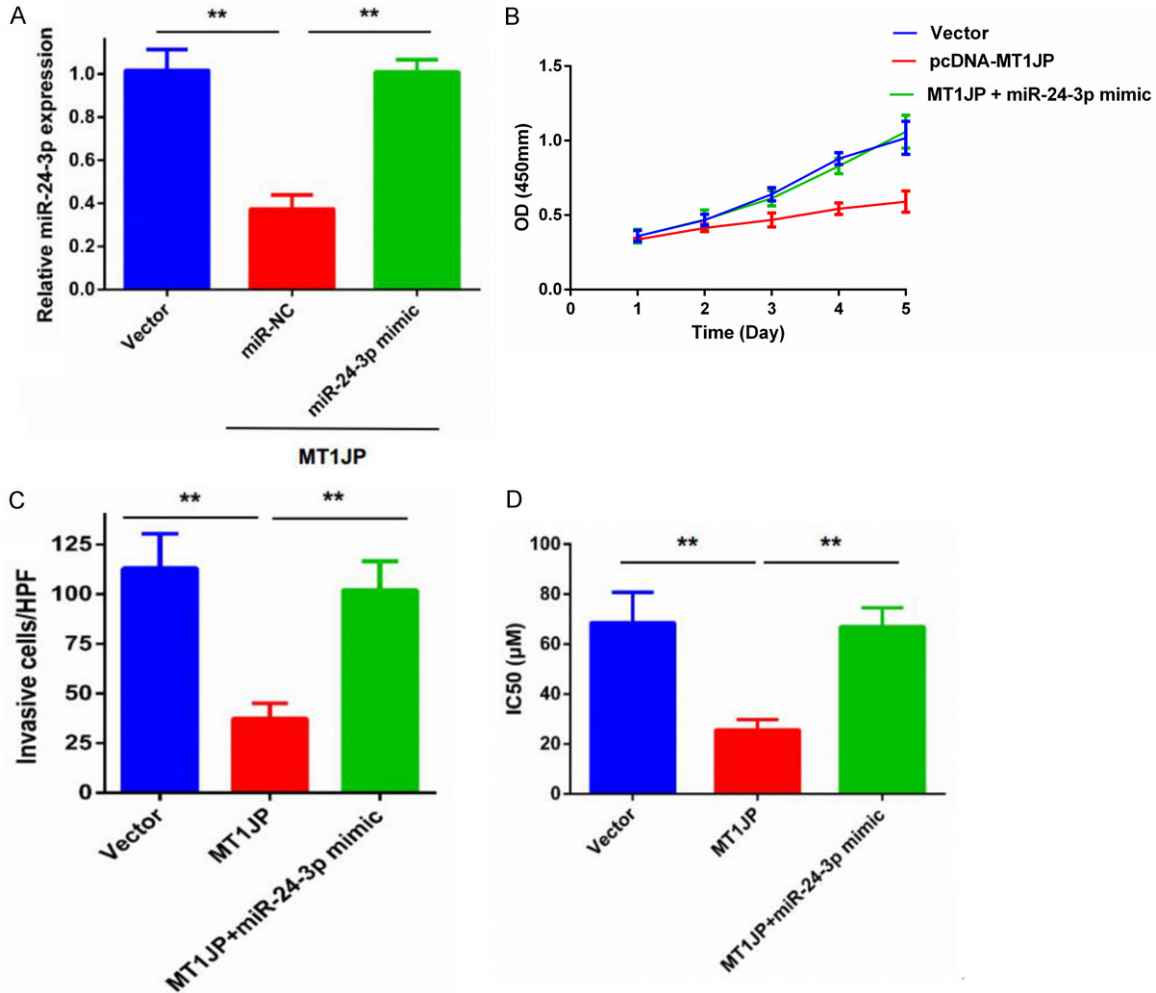 A
** **
Relative miR-24-3p expression
1.0
0.8
0.6
0.4
0.2
0.0
Vector
miR-NC
miR-24-3p mimic
MT1JP
B
Vector
pcDNA-MT1JP
MT1JP + miR-24-3p mimic
OD (450mm)
1.5
1.0
0.5
0.0
0 1 2 3 4 5
Time (Day)
C
** **
Invasive cells/HPF
125
100
75
50
25
0
Vector
MT1JP
MT1JP+miR-24-3p mimic
D
** **
IC50 (µM)
100
80
60
40
20
0
Vector
MT1JP
MT1JP+miR-24-3p mimic